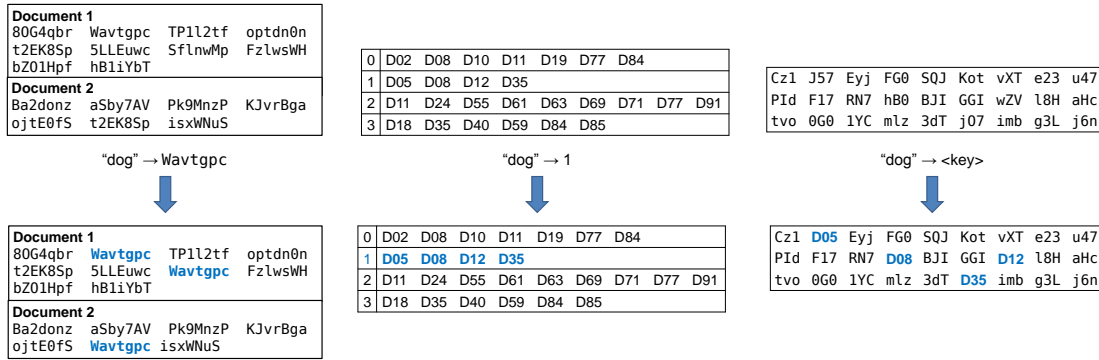 Document 1
8OG4qbr Wavtgpc TP1l2tf optdn0n
t2EK8Sp 5LLEuwc SflnwMp FzlwsWH
bZO1Hpf hB1iYbT
Document 2
Ba2donz aSby7AV Pk9MnzP KJvrBga
ojtE0fS t2EK8Sp isxWNuS
"dog" → Wavtgpc
Document 1
8OG4qbr Wavtgpc TP1l2tf optdn0n
t2EK8Sp 5LLEuwc Wavtgpc FzlwsWH
bZO1Hpf hB1iYbT
Document 2
Ba2donz aSby7AV Pk9MnzP KJvrBga
ojtE0fS Wavtgpc isxWNuS
0 D02 D08 D10 D11 D19 D77 D84
1 D05 D08 D12 D35
2 D11 D24 D55 D61 D63 D69 D71 D77 D91
3 D18 D35 D40 D59 D84 D85
"dog" → 1
0 D02 D08 D10 D11 D19 D77 D84
1 D05 D08 D12 D35
2 D11 D24 D55 D61 D63 D69 D71 D77 D91
3 D18 D35 D40 D59 D84 D85
Cz1 J57 Eyj FG0 SQJ Kot vXT e23 u47
PId F17 RN7 hB0 BJI GGI wZV l8H aHc
tvo 0G0 1YC mlz 3dT jO7 imb g3L j6n
"dog" → <key>
Cz1 D05 Eyj FG0 SQJ Kot vXT e23 u47
PId F17 RN7 D08 BJI GGI D12 l8H aHc
tvo 0G0 1YC mlz 3dT D35 imb g3L j6n